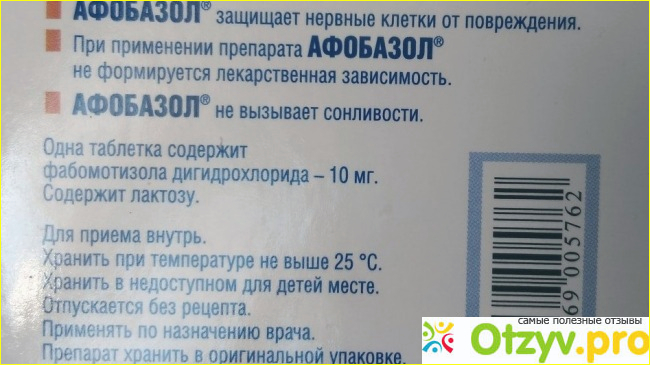 АФОБАЗОЛ® защищает нервные клетки от повреждения.
При применении препарата АФОБАЗОЛ®
не формируется лекарственная зависимость.
АФОБАЗОЛ® не вызывает сонливости.
Одна таблетка содержит
фабомотизола дигидрохлорида – 10 мг.
Содержит лактозу.
Для приема внутрь.
Хранить при температуре не выше 25 °С.
Хранить в недоступном для детей месте.
Отпускается без рецепта.
Применять по назначению врача.
Препарат хранить в оригинальной упаковке.
69 005762
самые полезные отзывы
Otzyv.pro